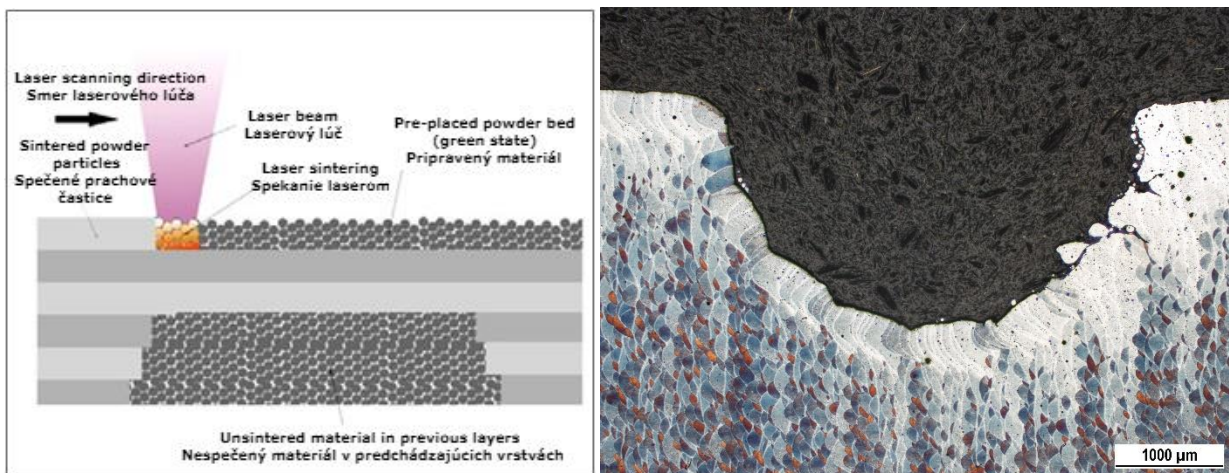 Laser scanning direction
Smer laserového lúča
Sintered powder
particles
Spečené prachové
častice
Laser beam
Laserový lúč
Laser sintering
Spekanie laserom
Pre-placed powder bed
(green state)
Pripravený materiál
Unsintered material in previous layers
Nespečený materiál v predchádzajúcich vrstvách
1000 µm